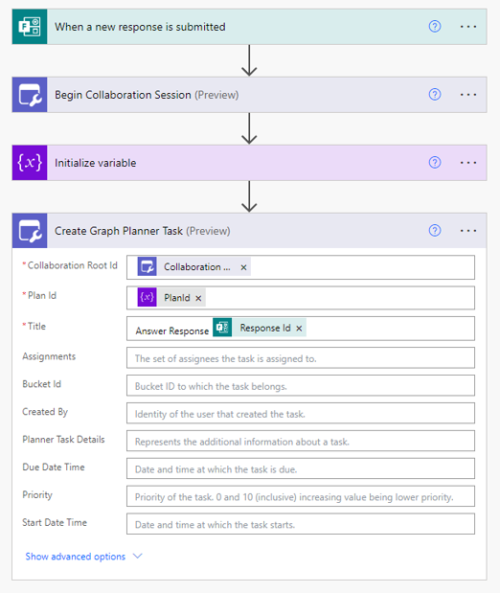 When a new response is submitted
Begin Collaboration Session (Preview)
{x} Initialize variable
Create Graph Planner Task (Preview)
* Collaboration Root Id Collaboration ... ×
* Plan Id {x} PlanId ×
* Title Answer Response Response Id ×
Assignments The set of assignees the task is assigned to.
Bucket Id Bucket ID to which the task belongs.
Created By Identity of the user that created the task.
Planner Task Details Represents the additional information about a task.
Due Date Time Date and time at which the task is due.
Priority Priority of the task. 0 and 10 (inclusive) increasing value being lower priority.
Start Date Time Date and time at which the task starts.
Show advanced options